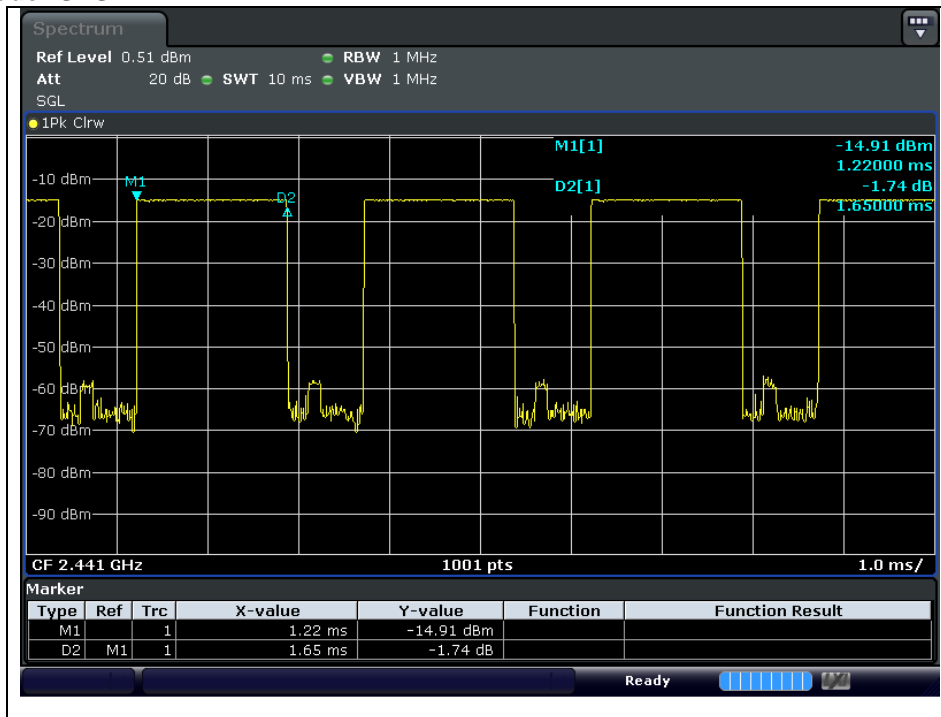 Spectrum
Ref Level 0.51 dBm RBW 1 MHz
Att 20 dB SWT 10 ms VBW 1 MHz
SGL
1Pk Clrw
M1[1] -14.91 dBm
1.22000 ms
D2[1] -1.74 dB
1.65000 ms
M1
D2
-10 dBm
-20 dBm
-30 dBm
-40 dBm
-50 dBm
-60 dBm
-70 dBm
-80 dBm
-90 dBm
CF 2.441 GHz 1001 pts 1.0 ms/
Marker
Type Ref Trc X-value Y-value Function Function Result
M1 1 1.22 ms -14.91 dBm
D2 M1 1 1.65 ms -1.74 dB
Ready